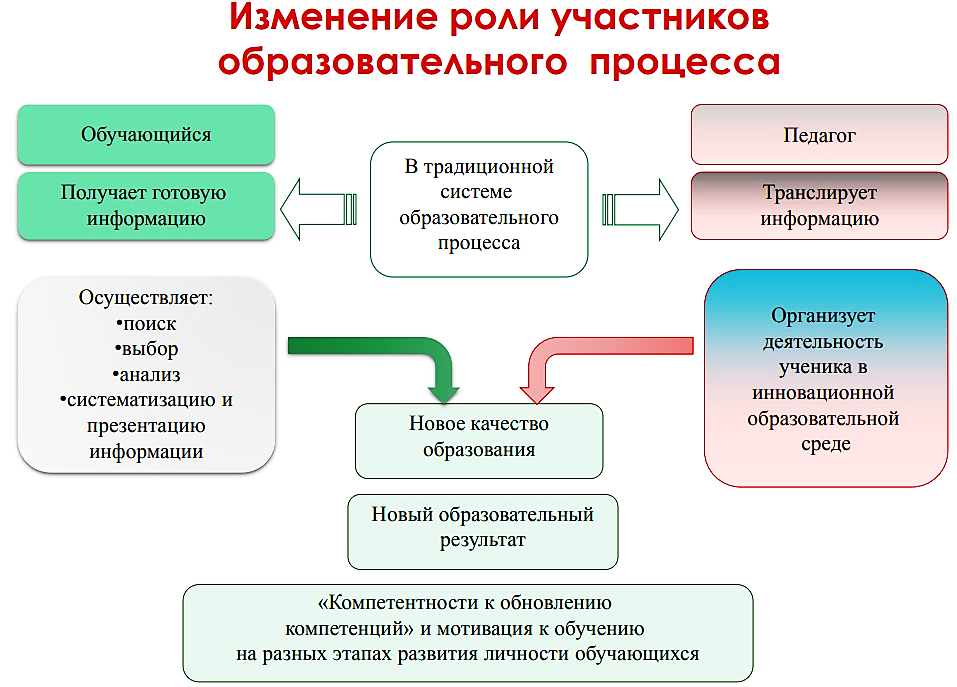 Изменение роли участников
образовательного процесса
Обучающийся
Педагог
Получает готовую
информацию
В традиционной
системе
образовательного
процесса
Транслирует
информацию
Осуществляет:
•поиск
•выбор
•анализ
•систематизацию и
презентацию
информации
Организует
деятельность
ученика в
инновационной
образовательной
среде
Новое качество
образования
Новый образовательный
результат
«Компетентности к обновлению
компетенций» и мотивация к обучению
на разных этапах развития личности обучающихся